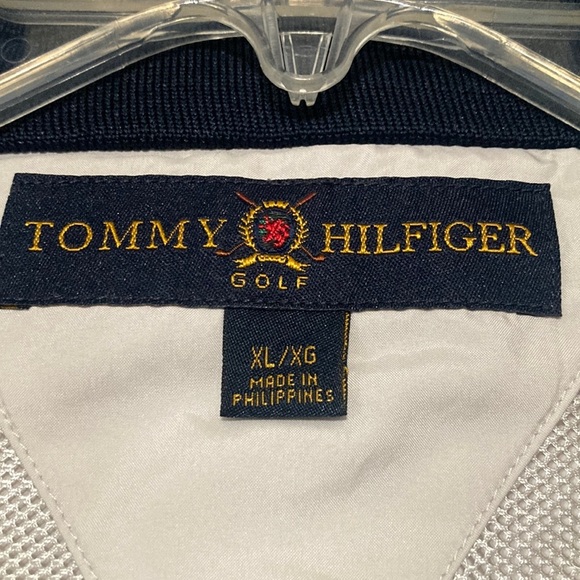 TOMMY HILFIGER
GOLF
XL/XG
MADE IN
PHILIPPINES